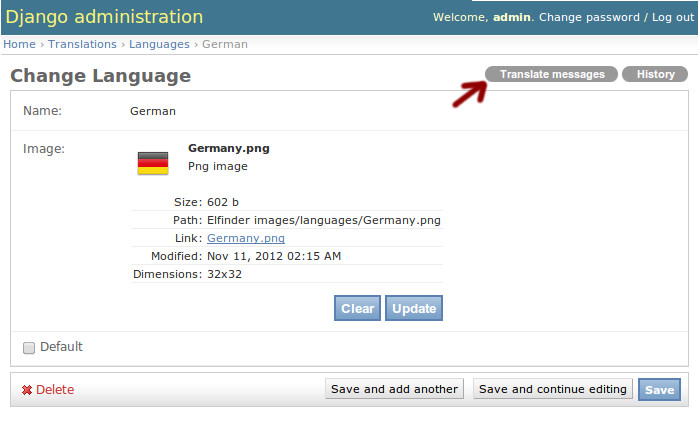 Django administration
Welcome, admin. Change password / Log out
Home › Translations › Languages › German
Change Language
Translate messages
History
Name: German
Image: Germany.png
Png image
Size: 602 b
Path: Elfinder images/languages/Germany.png
Link: Germany.png
Modified: Nov 11, 2012 02:15 AM
Dimensions: 32x32
Clear Update
Default
Delete Save and add another Save and continue editing Save